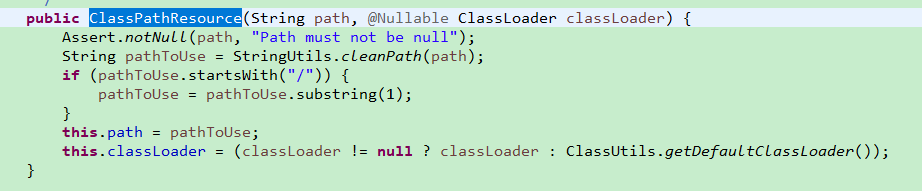 public ClassPathResource(String path, @Nullable ClassLoader classLoader) {
Assert.notNull(path, "Path must not be null");
String pathToUse = StringUtils.cleanPath(path);
if (pathToUse.startsWith("/")) {
pathToUse = pathToUse.substring(1);
}
this.path = pathToUse;
this.classLoader = (classLoader != null ? classLoader : ClassUtils.getDefaultClassLoader());
}